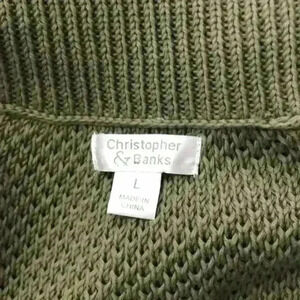 Christopher
& Banks
L
MADE IN
CHINA